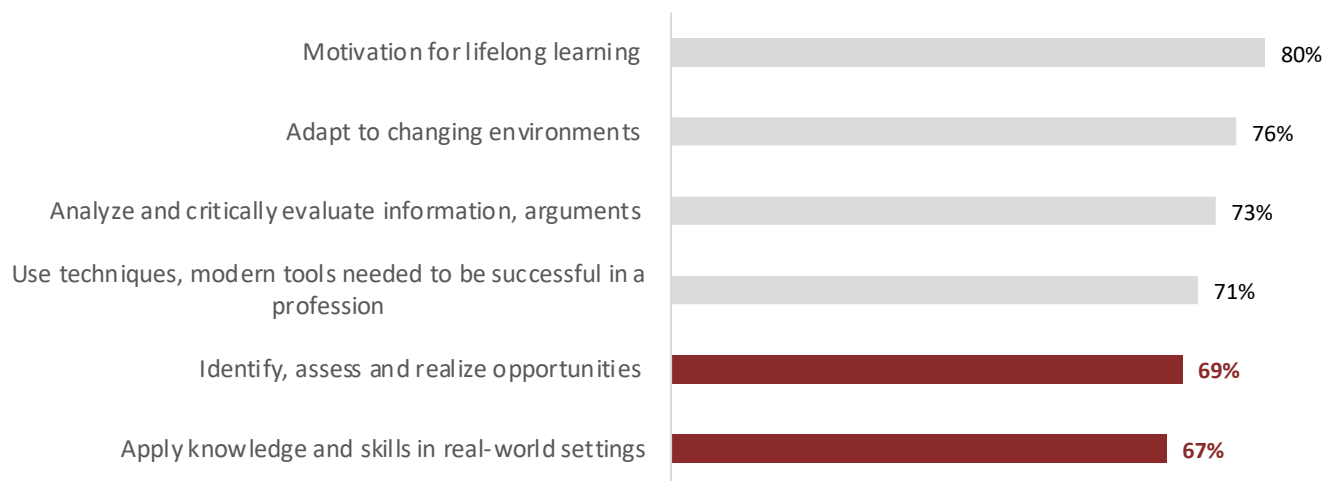 Motivation for lifelong learning 80%
Adapt to changing environments 76%
Analyze and critically evaluate information, arguments 73%
Use techniques, modern tools needed to be successful in a
profession 71%
Identify, assess and realize opportunities 69%
Apply knowledge and skills in real-world settings 67%